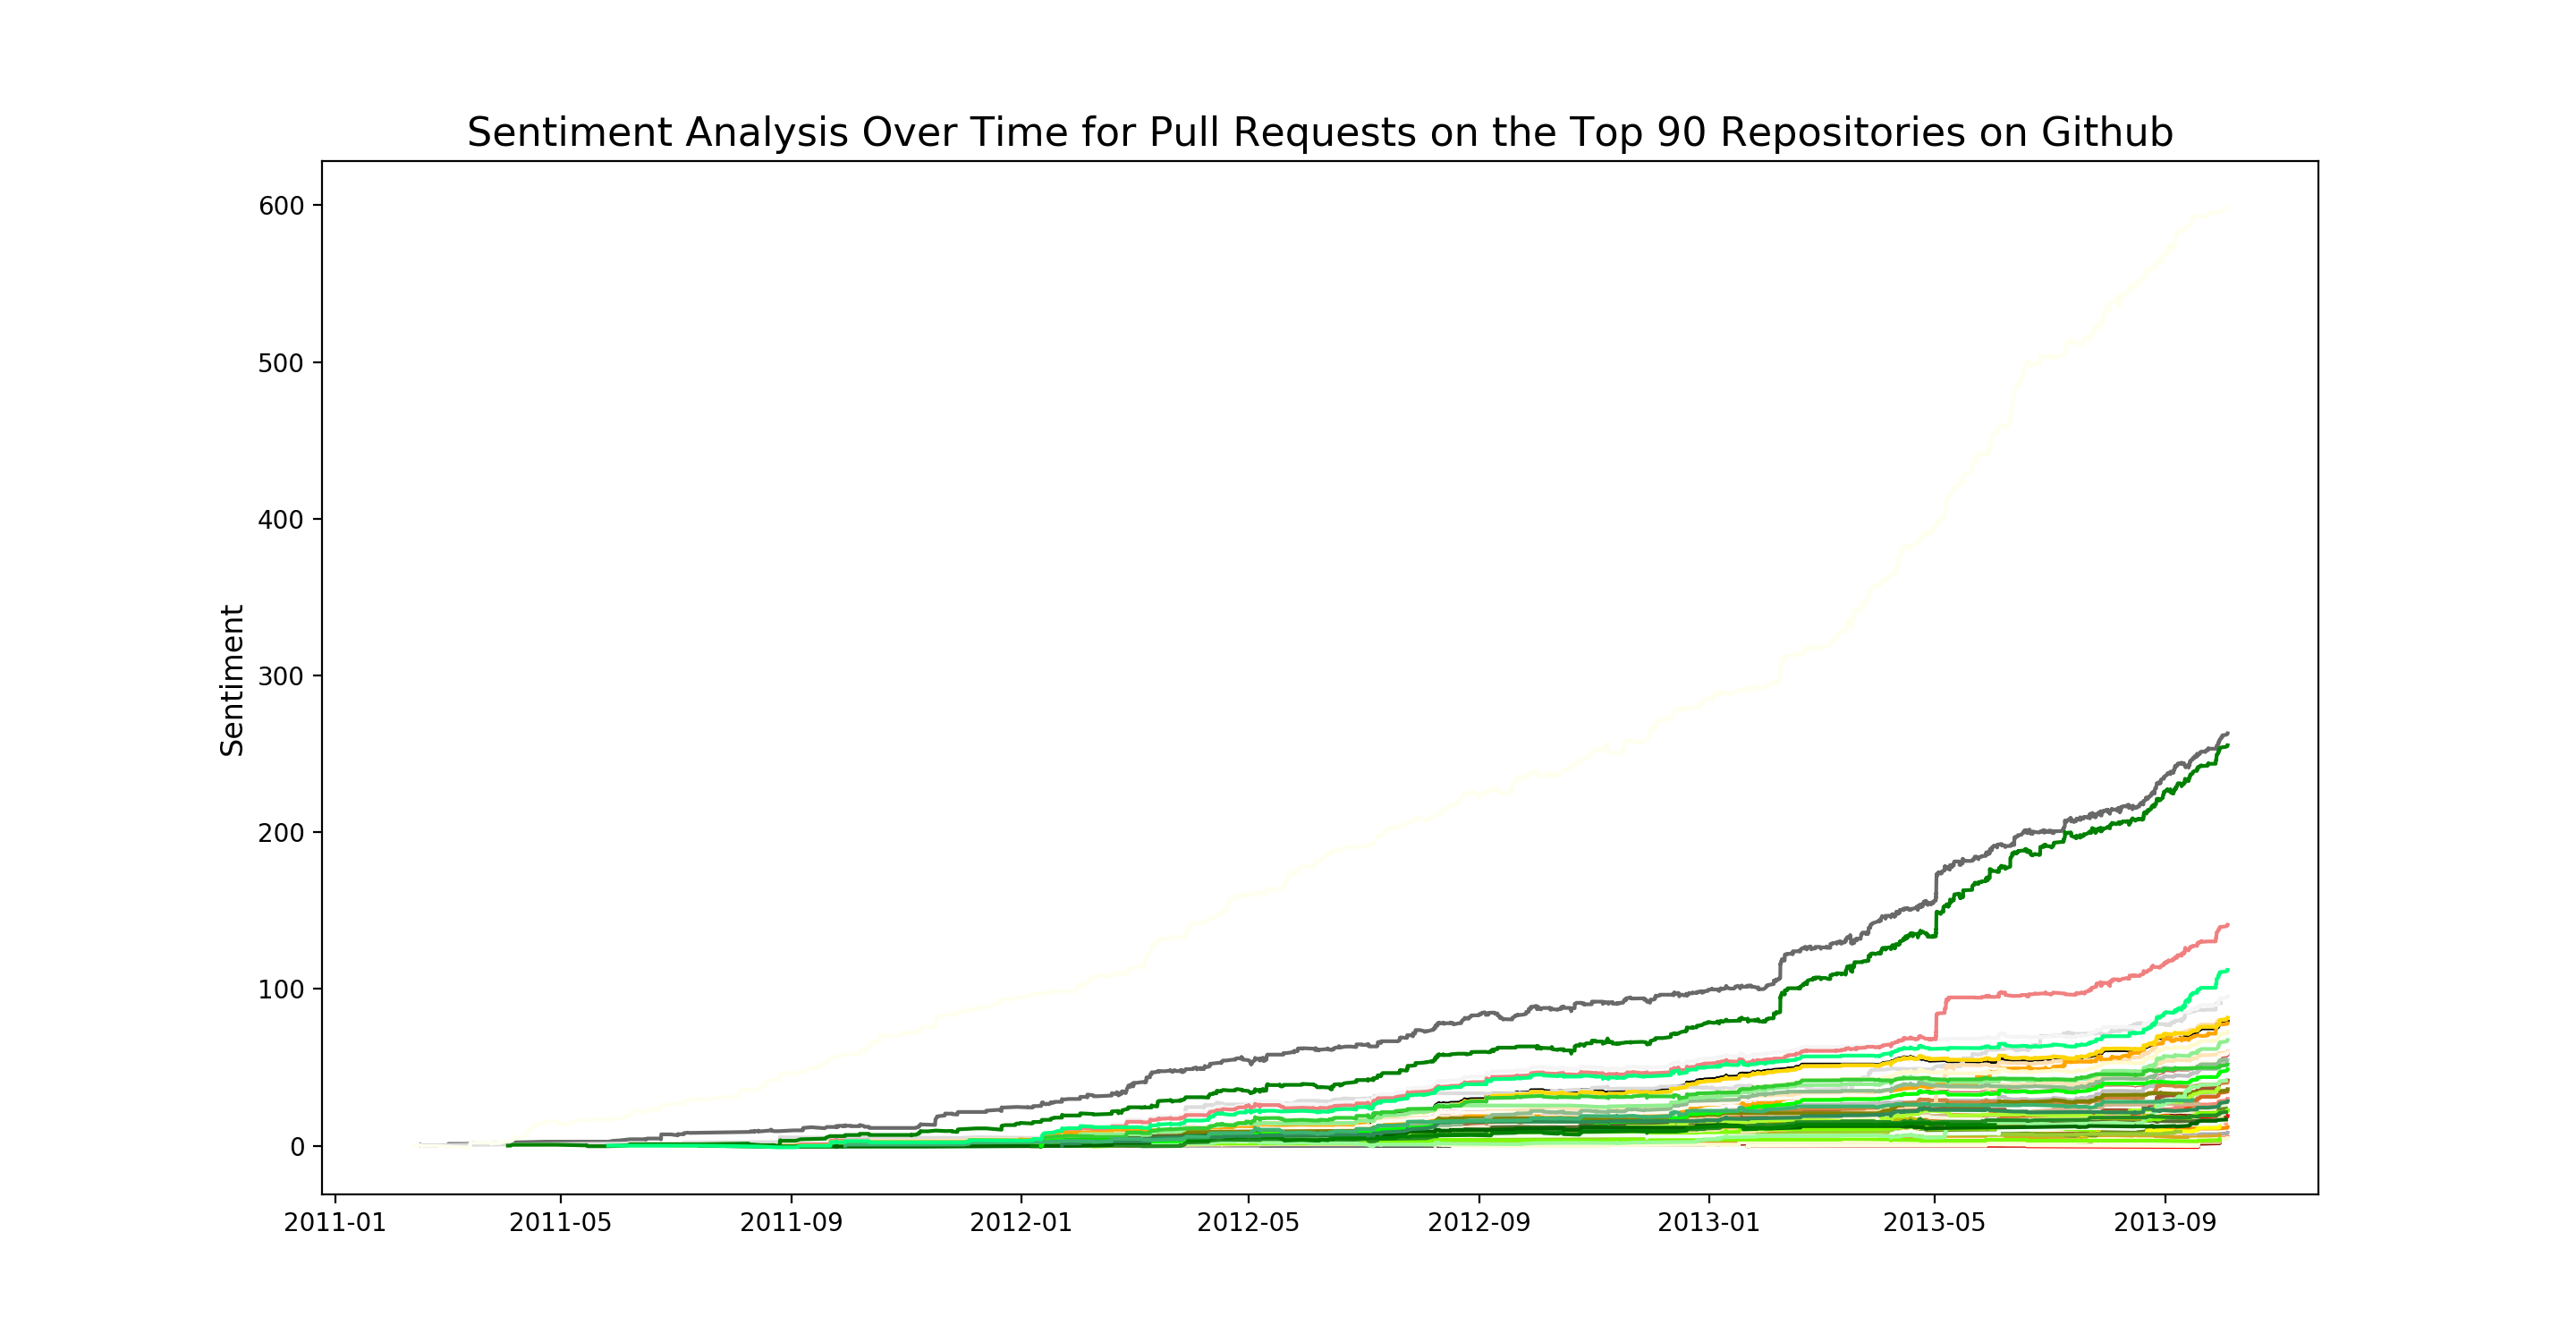 Sentiment Analysis Over Time for Pull Requests on the Top 90 Repositories on Github
600
500
400
300
200
100
0
Sentiment
2011-01 2011-05 2011-09 2012-01 2012-05 2012-09 2013-01 2013-05 2013-09